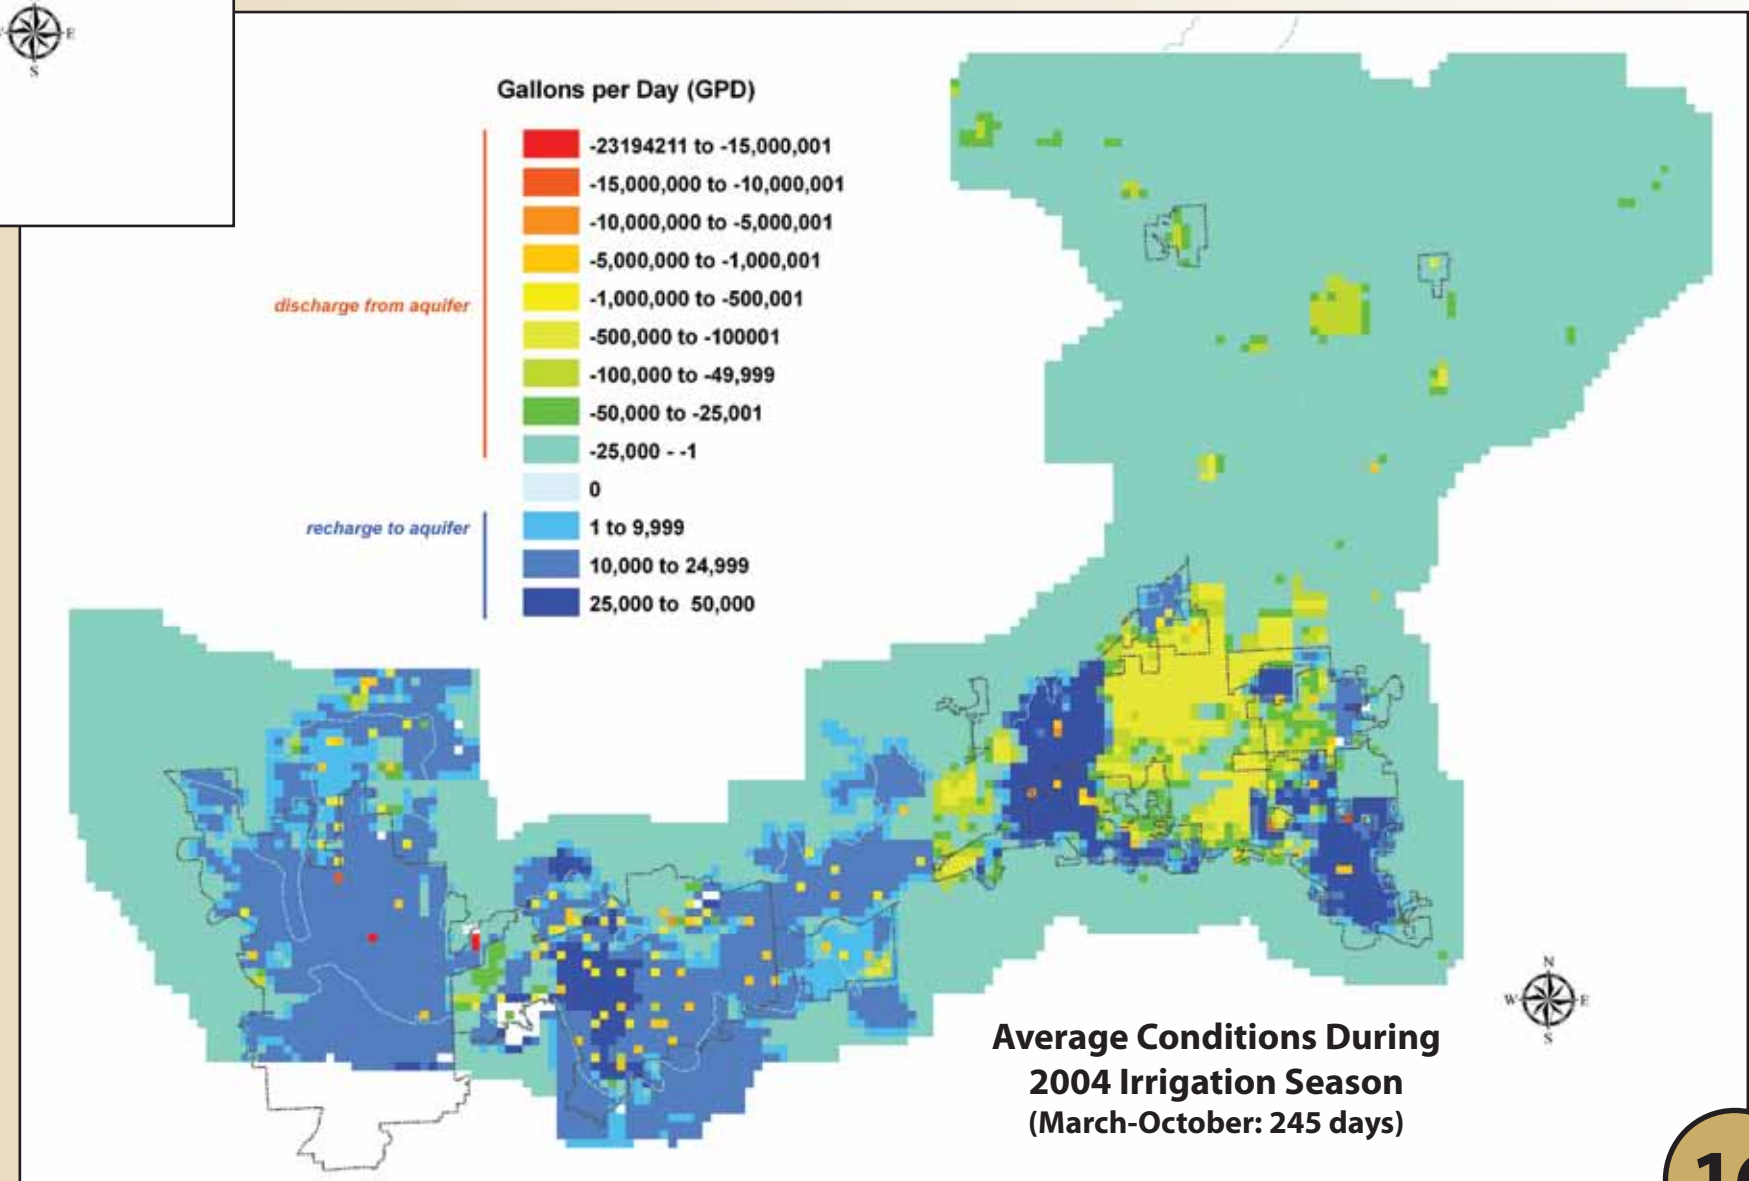 E
S
Gallons per Day (GPD)
-23194211 to -15,000,001
-15,000,000 to -10,000,001
-10,000,000 to -5,000,001
-5,000,000 to -1,000,001
-1,000,000 to -500,001
discharge from aquifer
-500,000 to -100001
-100,000 to -49,999
-50,000 to -25,001
-25,000 - -1
0
recharge to aquifer
1 to 9,999
10,000 to 24,999
25,000 to 50,000
N
W E
S
Average Conditions During
2004 Irrigation Season
(March-October: 245 days)